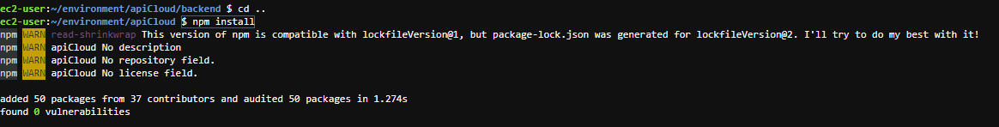 ec2-user:~/environment/apiCloud/backend $ cd ..
ec2-user:~/environment/apiCloud $ npm install
npm WARN read-shrinkwrap This version of npm is compatible with lockfileVersion@1, but package-lock.json was generated for lockfileVersion@2. I'll try to do my best with it!
npm WARN apiCloud No description
npm WARN apiCloud No repository field.
npm WARN apiCloud No license field.
added 50 packages from 37 contributors and audited 50 packages in 1.274s
found 0 vulnerabilities